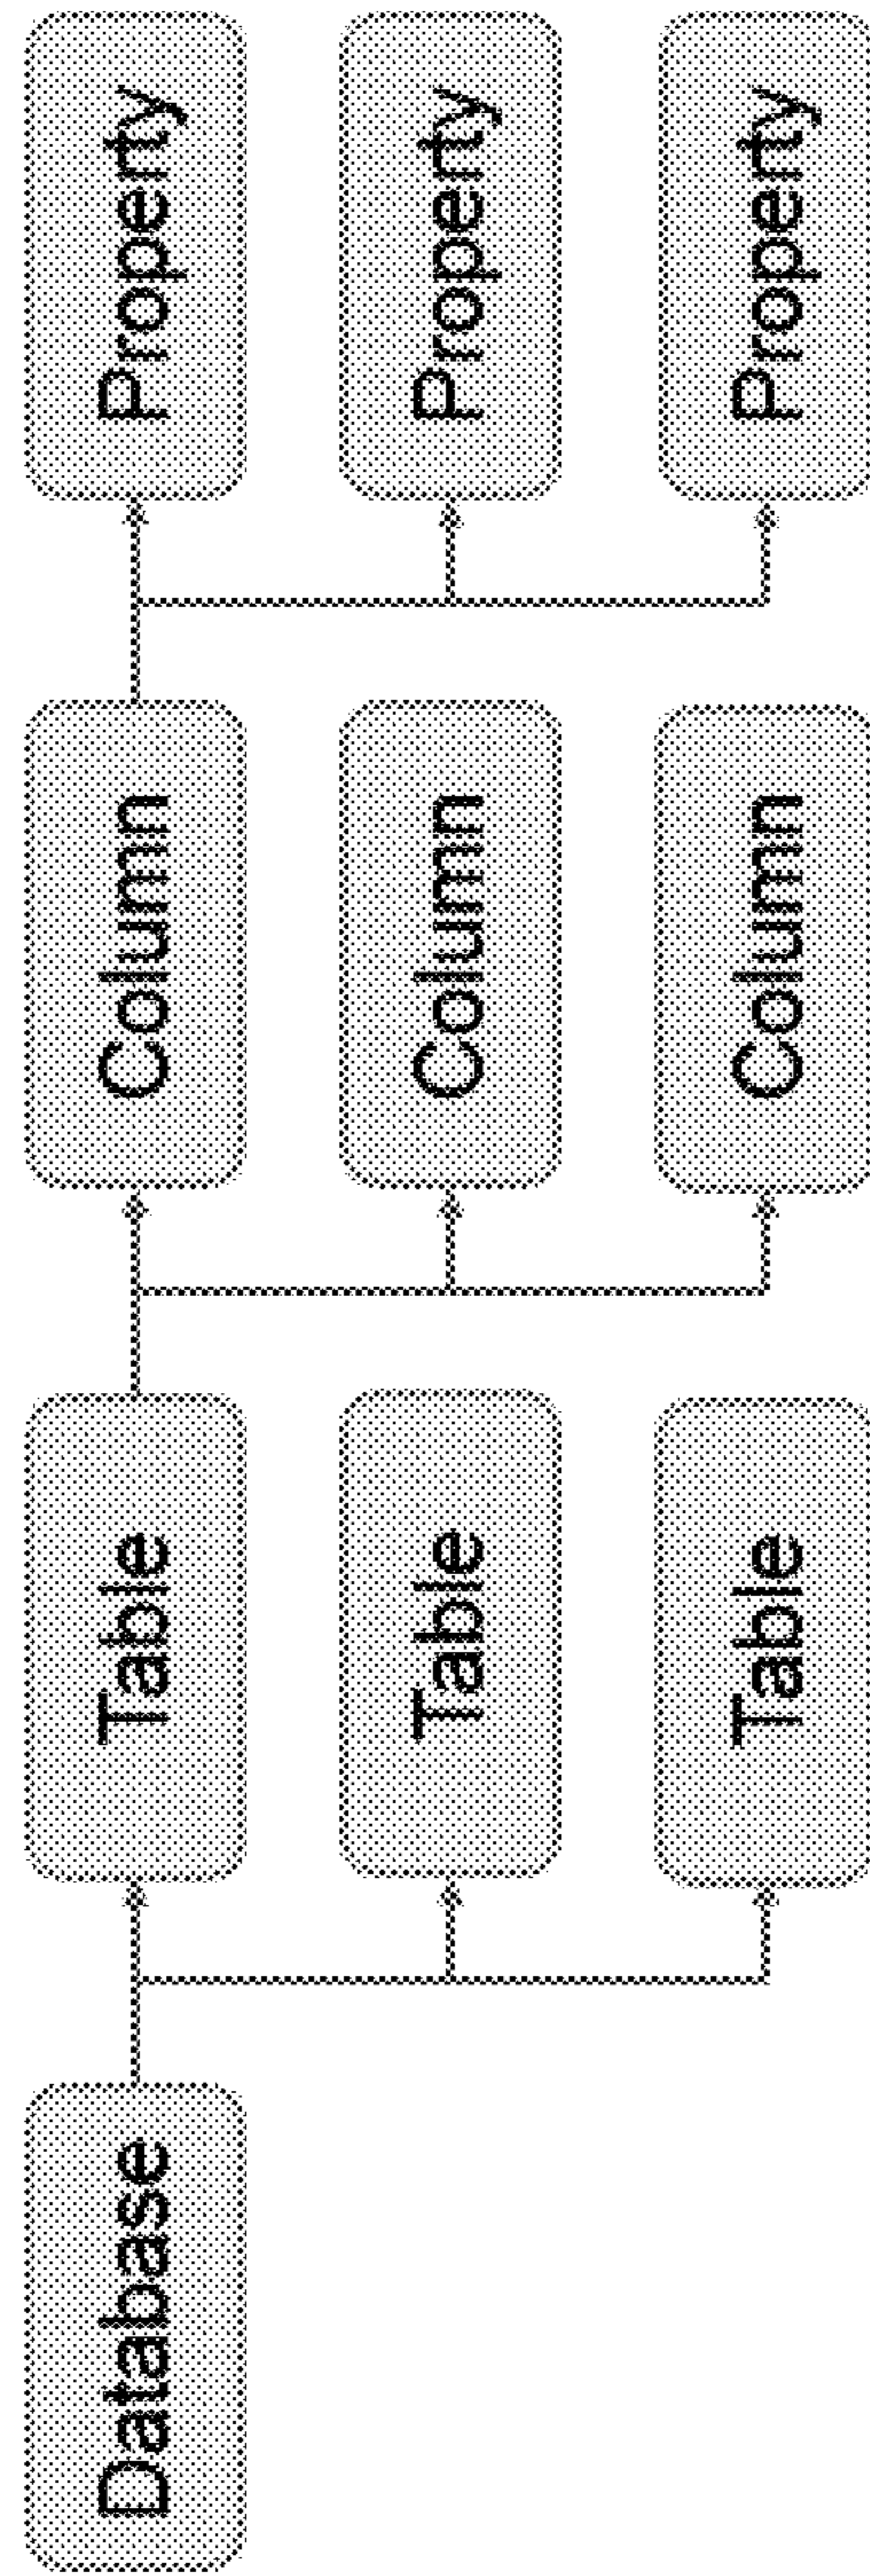 Database
Table
Column
Property
Table
Column
Property
Table
Column
Property